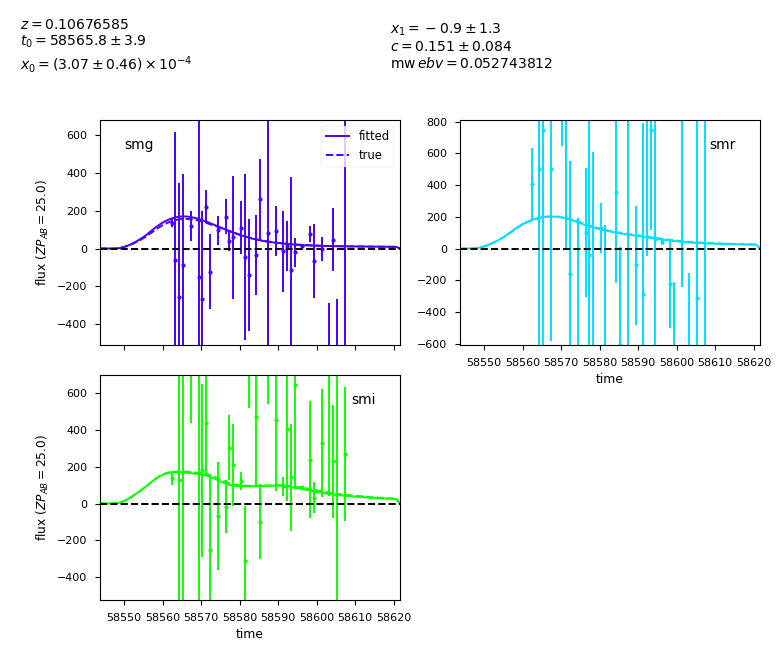 z = 0.10676585
t₀ = 58565.8 ± 3.9
x₀ = (3.07 ± 0.46) × 10⁻⁴
x₁ = −0.9 ± 1.3
c = 0.151 ± 0.084
mw ebv = 0.052743812
smg
fitted
true
600
400
200
0
−200
−400
flux (ZP_AB = 25.0)
smr
800
600
400
200
0
−200
−400
−600
58550 58560 58570 58580 58590 58600 58610 58620
time
smi
600
400
200
0
−200
−400
flux (ZP_AB = 25.0)
58550 58560 58570 58580 58590 58600 58610 58620
time